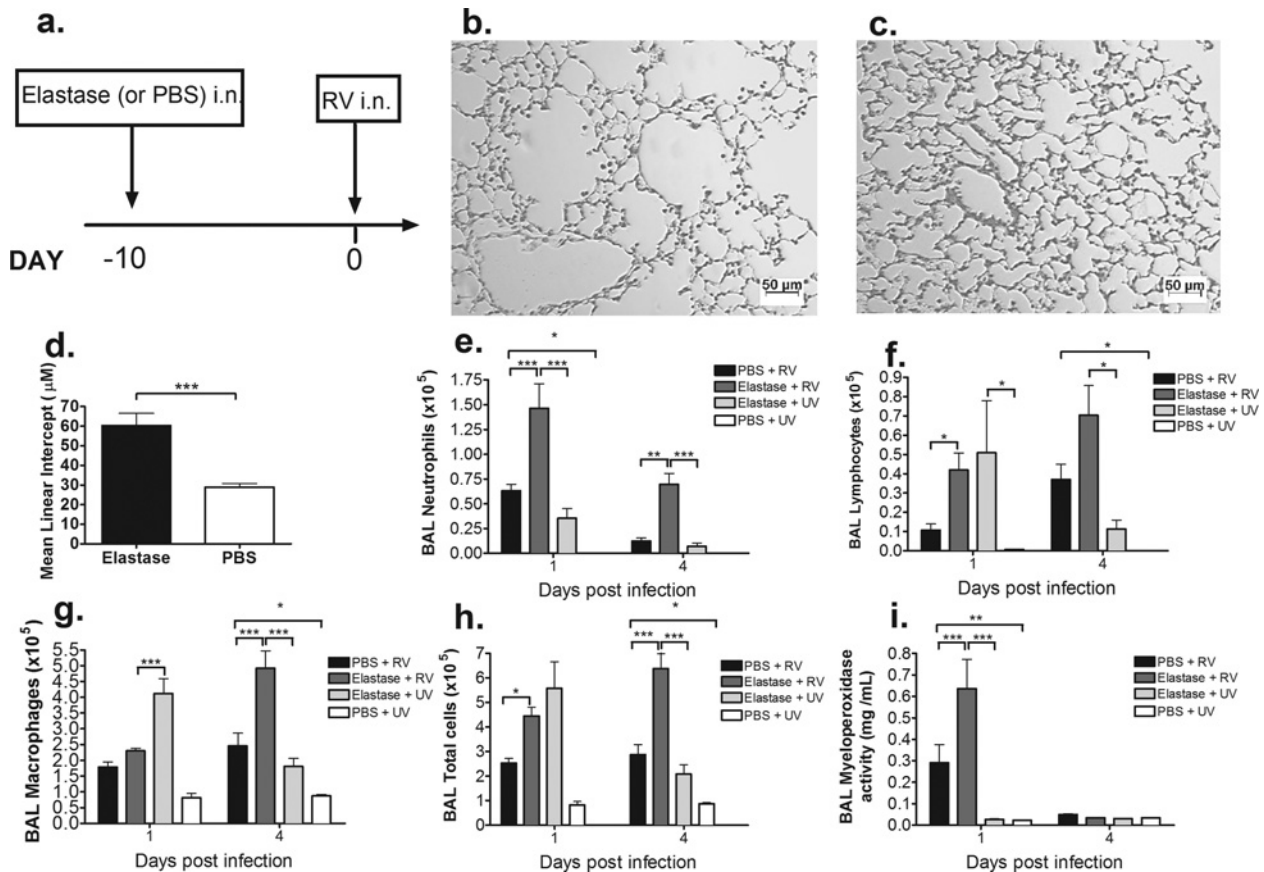 a.
Elastase (or PBS) i.n.
RV i.n.
DAY
-10
0
b.
50 µm
c.
50 µm
d.
***
Mean Linear Intercept ( µM)
70
60
50
40
30
20
10
0
Elastase
PBS
e.
*
*** ***
** ***
PBS + RV
Elastase + RV
Elastase + UV
PBS + UV
BAL Neutrophils (x10⁵)
1.75
1.50
1.25
1.00
0.75
0.50
0.25
0.00
1
4
Days post infection
f.
*
*
*
*
PBS + RV
Elastase + RV
Elastase + UV
PBS + UV
BAL Lymphocytes (x10⁵)
0.9
0.8
0.7
0.6
0.5
0.4
0.3
0.2
0.1
0.0
1
4
Days post infection
g.
*
***
*** ***
PBS + RV
Elastase + RV
Elastase + UV
PBS + UV
BAL Macrophages (x10⁵)
5.5
5.0
4.5
4.0
3.5
3.0
2.5
2.0
1.5
1.0
0.5
0.0
1
4
Days post infection
h.
*
*
*** ***
PBS + RV
Elastase + RV
Elastase + UV
PBS + UV
BAL Total cells (x10⁵)
7
6
5
4
3
2
1
0
1
4
Days post infection
i.
**
*** ***
PBS + RV
Elastase + RV
Elastase + UV
PBS + UV
BAL Myeloperoxidase
activity (mg /mL)
0.8
0.7
0.6
0.5
0.4
0.3
0.2
0.1
0.0
1
4
Days post infection